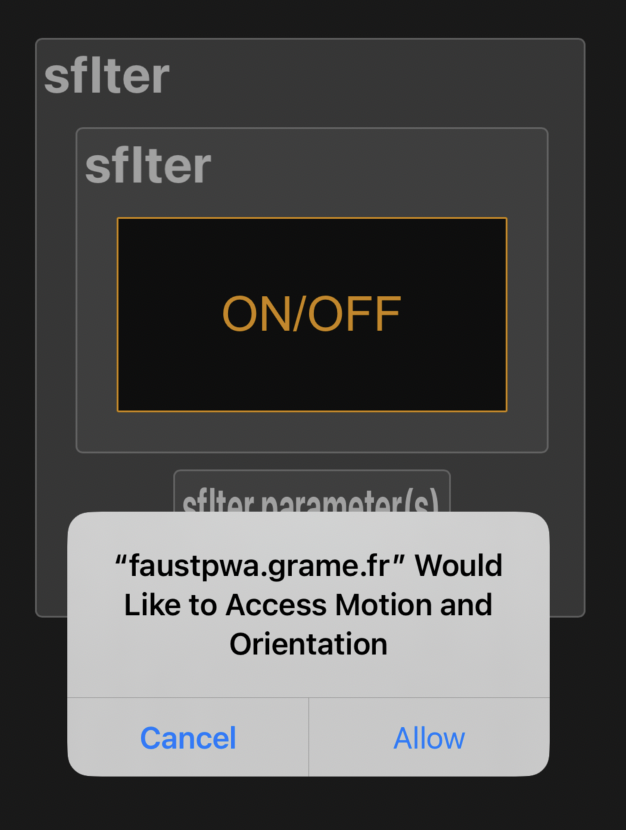 sflter
sflter
ON/OFF
sflter parameter(s)
“faustpwa.grame.fr” Would
Like to Access Motion and
Orientation
Cancel
Allow